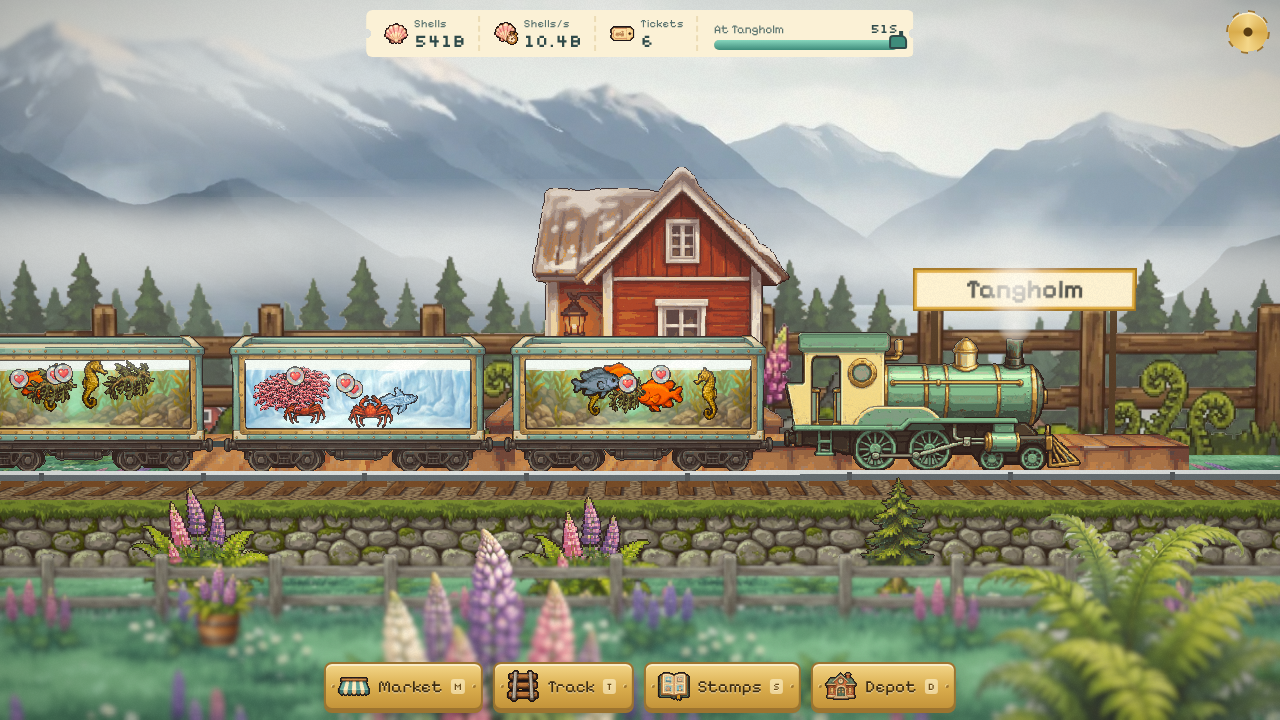 Shells
541B
Shells/s
10.4B
Tickets
6
At Tangholm
51s
Tangholm
Market M
Track T
Stamps S
Depot D